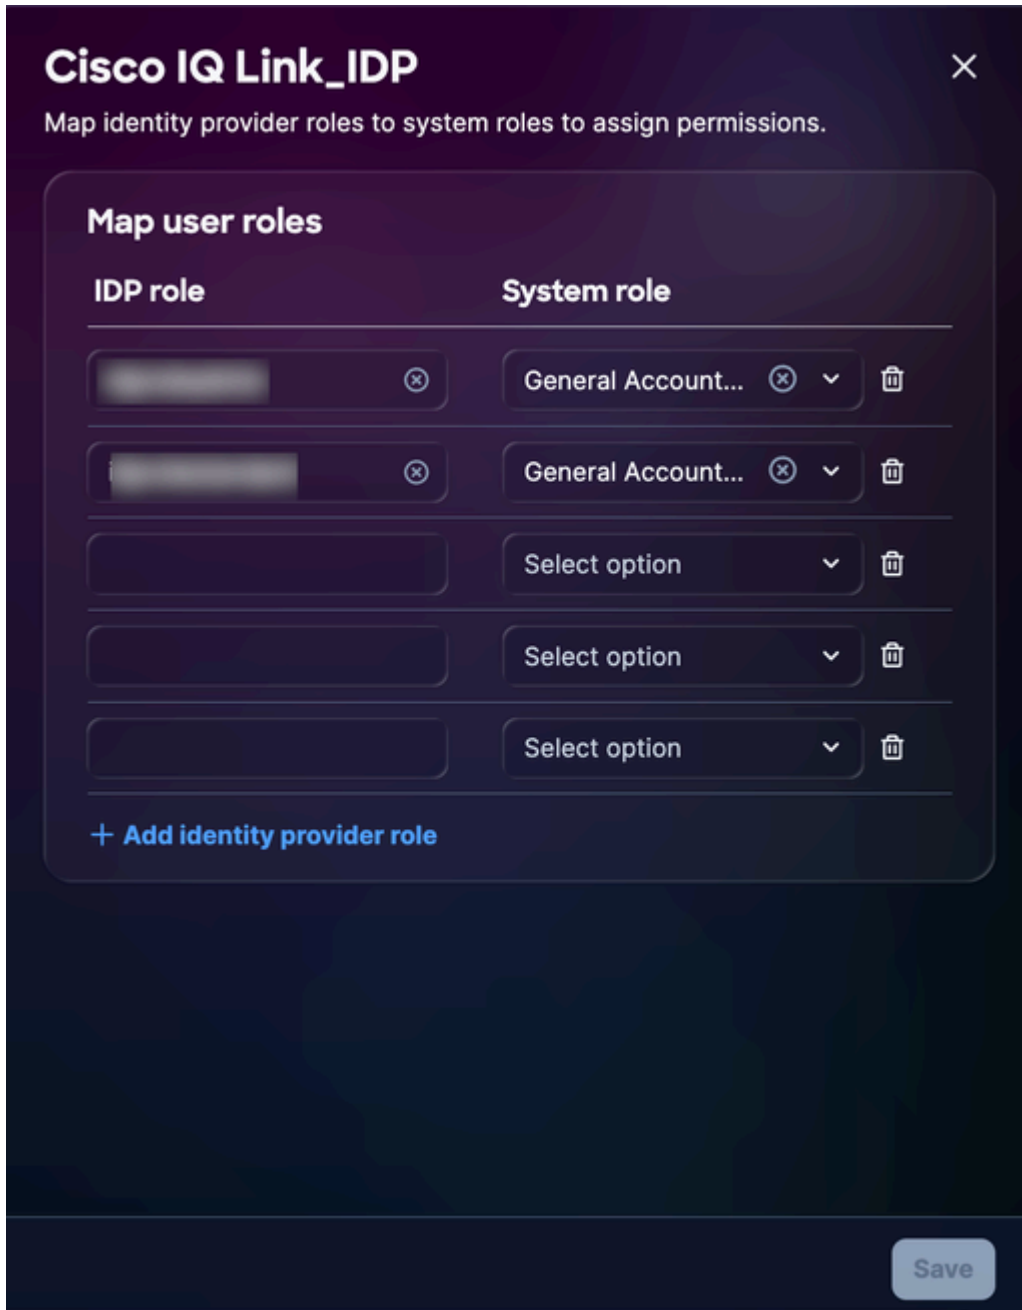 Cisco IQ Link_IDP
Map identity provider roles to system roles to assign permissions.
Map user roles
IDP role System role
General Account...
General Account...
Select option
Select option
Select option
+ Add identity provider role
Save